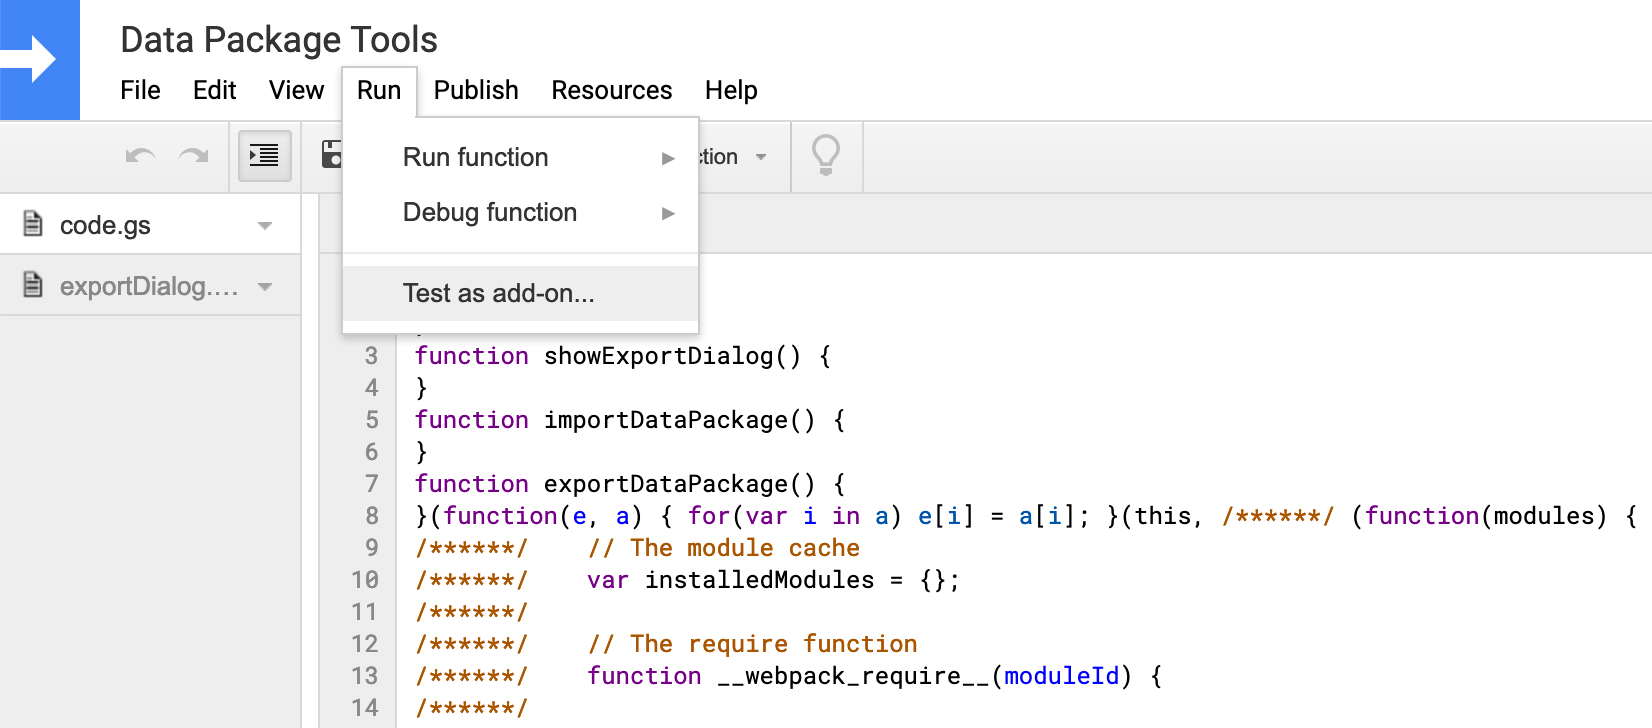 Data Package Tools
File Edit View Run Publish Resources Help
Run function
ction
Debug function
Test as add-on...
code.gs
exportDialog....
3 function showExportDialog() {
4 }
5 function importDataPackage() {
6 }
7 function exportDataPackage() {
8 }(function(e, a) { for(var i in a) e[i] = a[i]; }(this, /******/ (function(modules) {
9 /******/ // The module cache
10 /******/ var installedModules = {};
11 /******/
12 /******/ // The require function
13 /******/ function __webpack_require__(moduleId) {
14 /******/